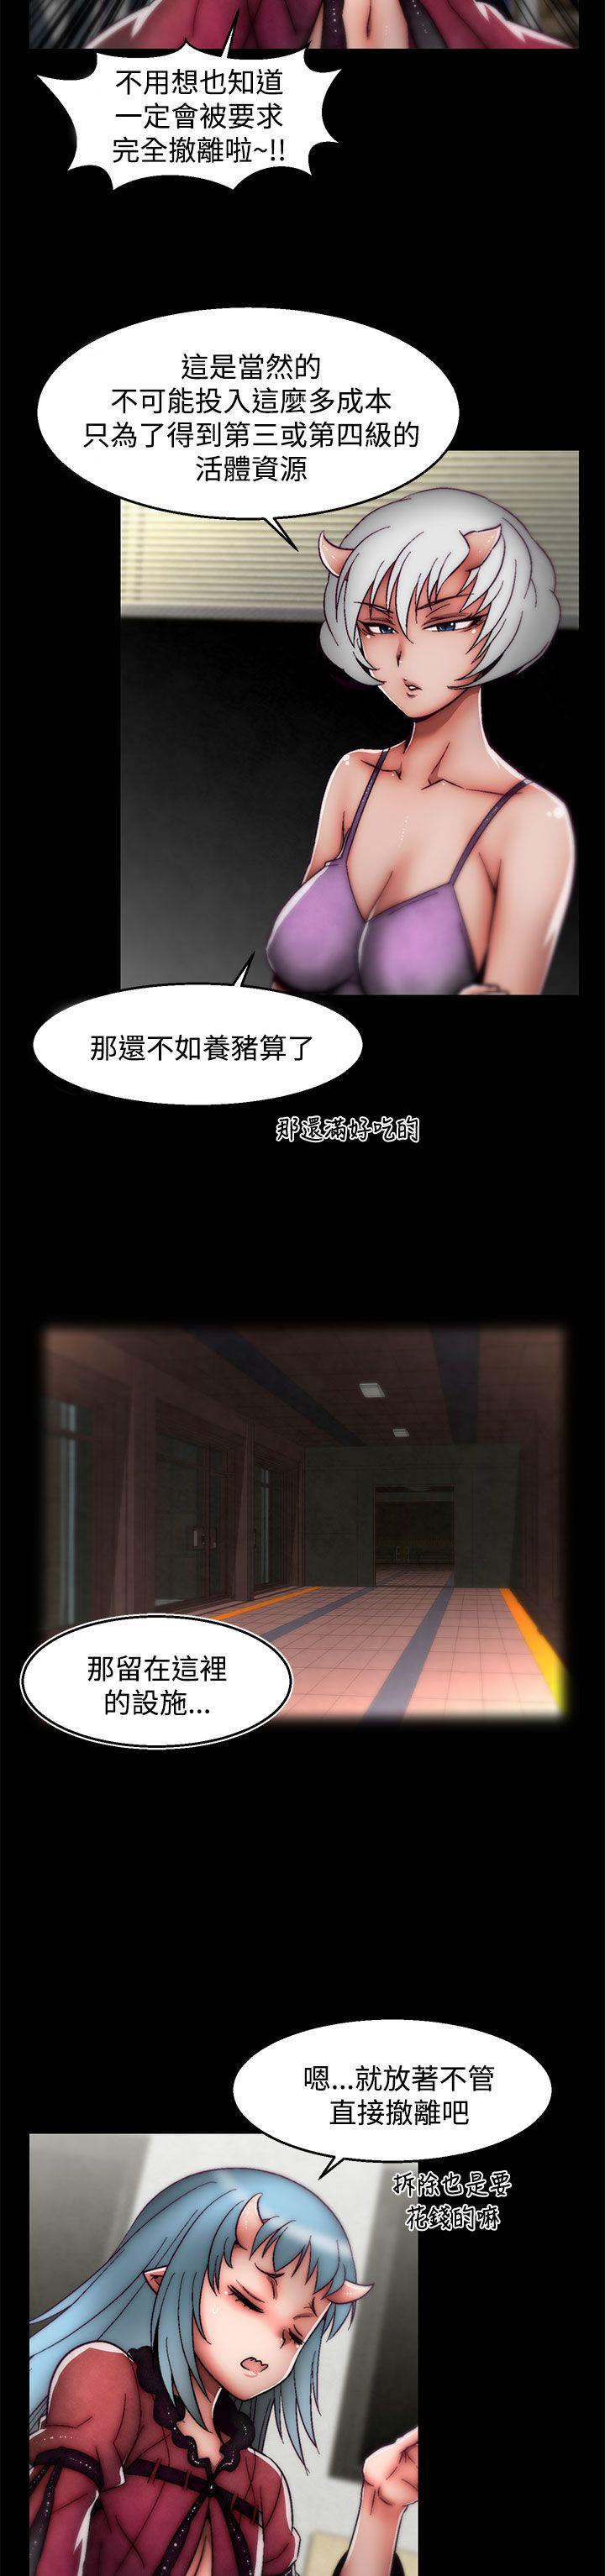 不用想也知道
一定會被要求
完全撤離啦~!!
這是當然的
不可能投入這麼多成本
只為了得到第三或第四級的
活體資源
那還不如養豬算了
那還滿好吃的
那留在這裡
的設施...
嗯...就放著不管
直接撤離吧
拆除也是要
花錢的嘛